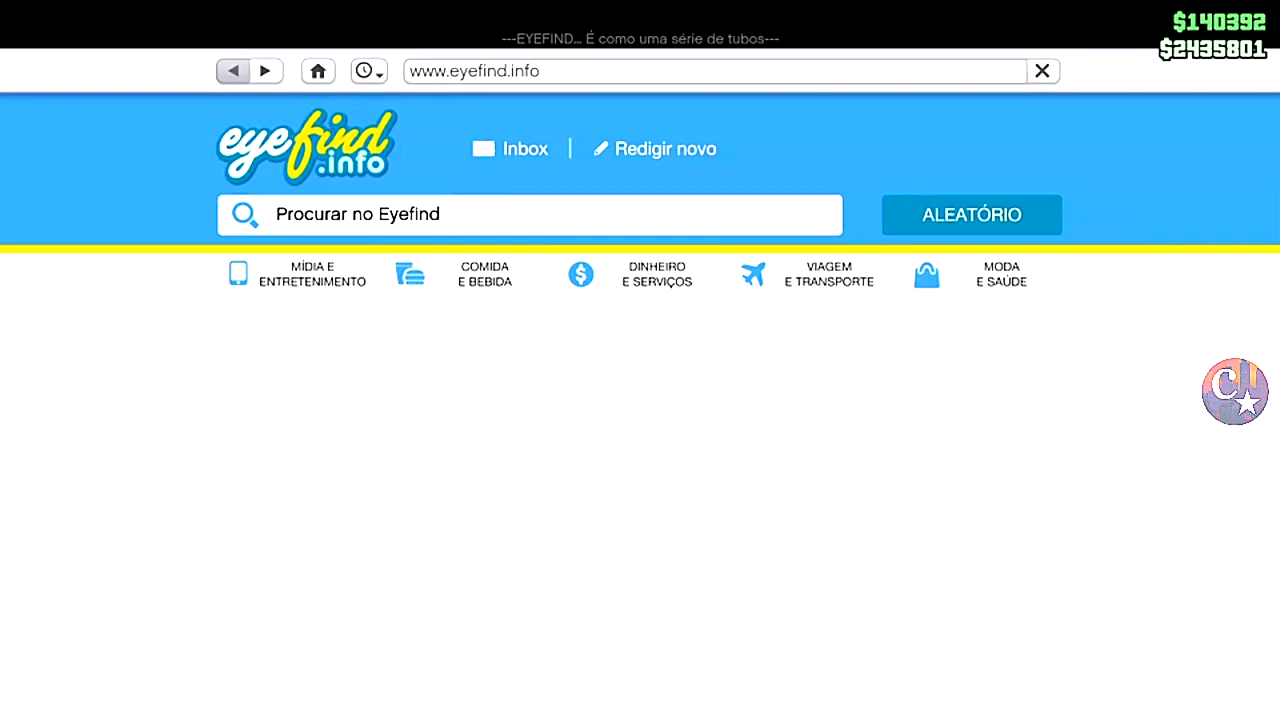 $140392
---EYEFIND... É como uma série de tubos---
$2435801
www.eyefind.info
eyefind
.info
Inbox | Redigir novo
Procurar no Eyefind
ALEATÓRIO
MÍDIA E
ENTRETENIMENTO
COMIDA
E BEBIDA
DINHEIRO
E SERVIÇOS
VIAGEM
E TRANSPORTE
MODA
E SAÚDE